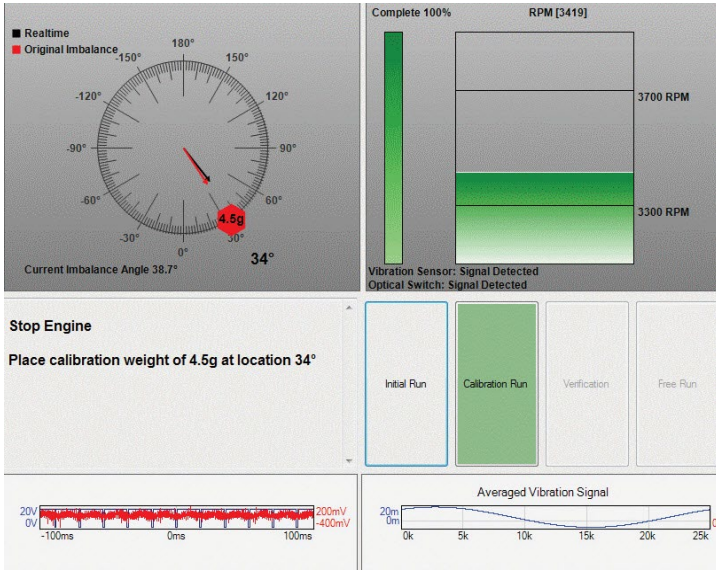 Realtime
Original Imbalance
180°
-150°
150°
-120°
120°
-90°
90°
-60°
60°
4.5g
-30°
30°
0°
34°
Current Imbalance Angle 38.7°
Complete 100%
RPM [3419]
3700 RPM
3300 RPM
Vibration Sensor: Signal Detected
Optical Switch: Signal Detected
Stop Engine
Place calibration weight of 4.5g at location 34°
Initial Run
Calibration Run
Verification
Free Run
20V
200mV
0V
-400mV
-100ms
0ms
100ms
Averaged Vibration Signal
20m
0m
0
0k
5k
10k
15k
20k
25k